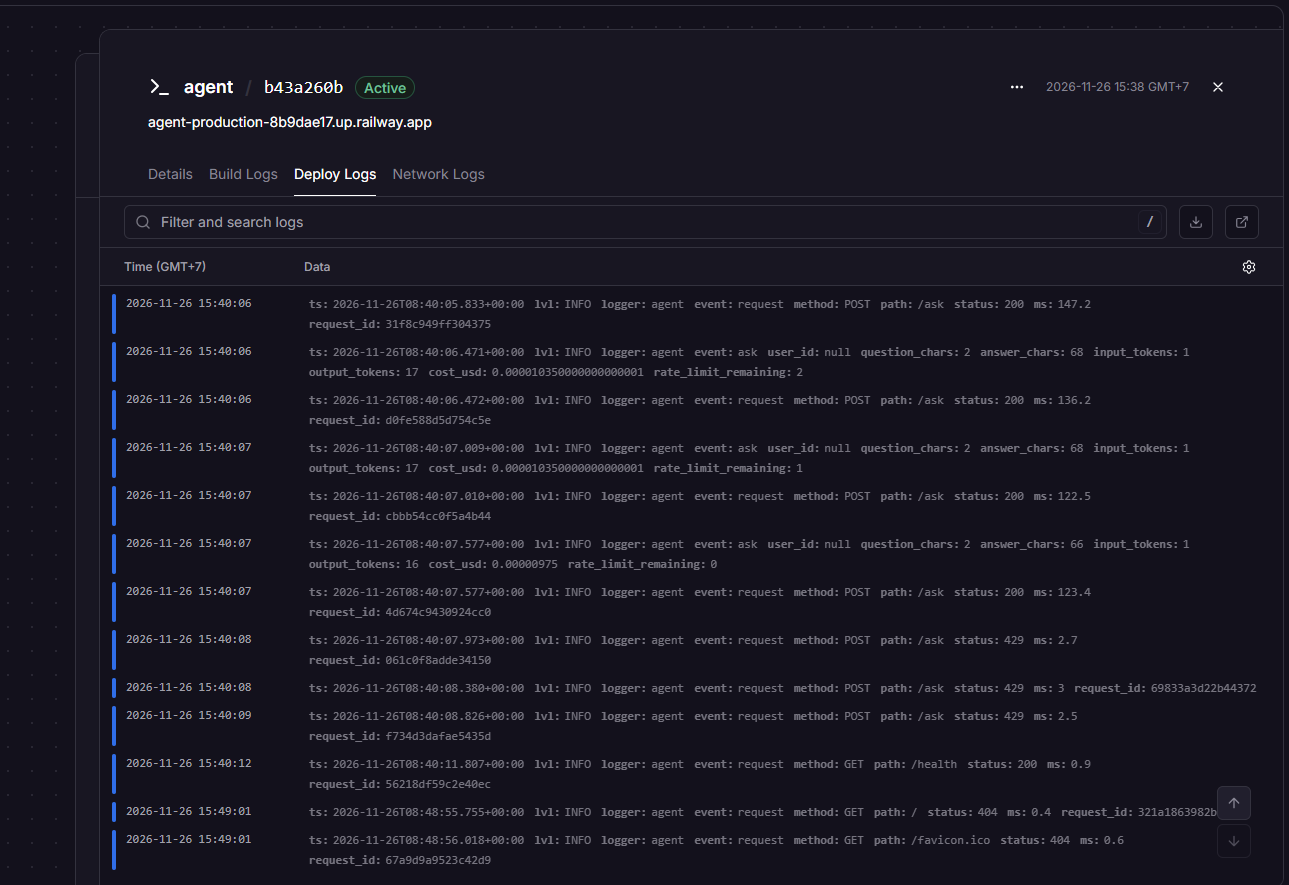 agent / b43a260b Active ··· 2026-11-26 15:38 GMT+7
agent-production-8b9dae17.up.railway.app
Details Build Logs Deploy Logs Network Logs
Filter and search logs /
Time (GMT+7) Data
2026-11-26 15:40:06 ts: 2026-11-26T08:40:05.833+00:00 lvl: INFO logger: agent event: request method: POST path: /ask status: 200 ms: 147.2
request_id: 31f8c949ff304375
2026-11-26 15:40:06 ts: 2026-11-26T08:40:06.471+00:00 lvl: INFO logger: agent event: ask user_id: null question_chars: 2 answer_chars: 68 input_tokens: 1
output_tokens: 17 cost_usd: 0.000010350000000000001 rate_limit_remaining: 2
2026-11-26 15:40:06 ts: 2026-11-26T08:40:06.472+00:00 lvl: INFO logger: agent event: request method: POST path: /ask status: 200 ms: 136.2
request_id: d0fe588d5d754c5e
2026-11-26 15:40:07 ts: 2026-11-26T08:40:07.009+00:00 lvl: INFO logger: agent event: ask user_id: null question_chars: 2 answer_chars: 68 input_tokens: 1
output_tokens: 17 cost_usd: 0.000010350000000000001 rate_limit_remaining: 1
2026-11-26 15:40:07 ts: 2026-11-26T08:40:07.010+00:00 lvl: INFO logger: agent event: request method: POST path: /ask status: 200 ms: 122.5
request_id: cbbb54cc0f5a4b44
2026-11-26 15:40:07 ts: 2026-11-26T08:40:07.577+00:00 lvl: INFO logger: agent event: ask user_id: null question_chars: 2 answer_chars: 66 input_tokens: 1
output_tokens: 16 cost_usd: 0.00000975 rate_limit_remaining: 0
2026-11-26 15:40:07 ts: 2026-11-26T08:40:07.577+00:00 lvl: INFO logger: agent event: request method: POST path: /ask status: 200 ms: 123.4
request_id: 4d674c9430924cc0
2026-11-26 15:40:08 ts: 2026-11-26T08:40:07.973+00:00 lvl: INFO logger: agent event: request method: POST path: /ask status: 429 ms: 2.7
request_id: 061c0f8adde34150
2026-11-26 15:40:08 ts: 2026-11-26T08:40:08.380+00:00 lvl: INFO logger: agent event: request method: POST path: /ask status: 429 ms: 3 request_id: 69833a3d22b44372
2026-11-26 15:40:09 ts: 2026-11-26T08:40:08.826+00:00 lvl: INFO logger: agent event: request method: POST path: /ask status: 429 ms: 2.5
request_id: f734d3dafae5435d
2026-11-26 15:40:12 ts: 2026-11-26T08:40:11.807+00:00 lvl: INFO logger: agent event: request method: GET path: /health status: 200 ms: 0.9
request_id: 56218df59c2e40ec
2026-11-26 15:49:01 ts: 2026-11-26T08:48:55.755+00:00 lvl: INFO logger: agent event: request method: GET path: / status: 404 ms: 0.4 request_id: 321a1863982b
2026-11-26 15:49:01 ts: 2026-11-26T08:48:56.018+00:00 lvl: INFO logger: agent event: request method: GET path: /favicon.ico status: 404 ms: 0.6
request_id: 67a9d9a9523c42d9